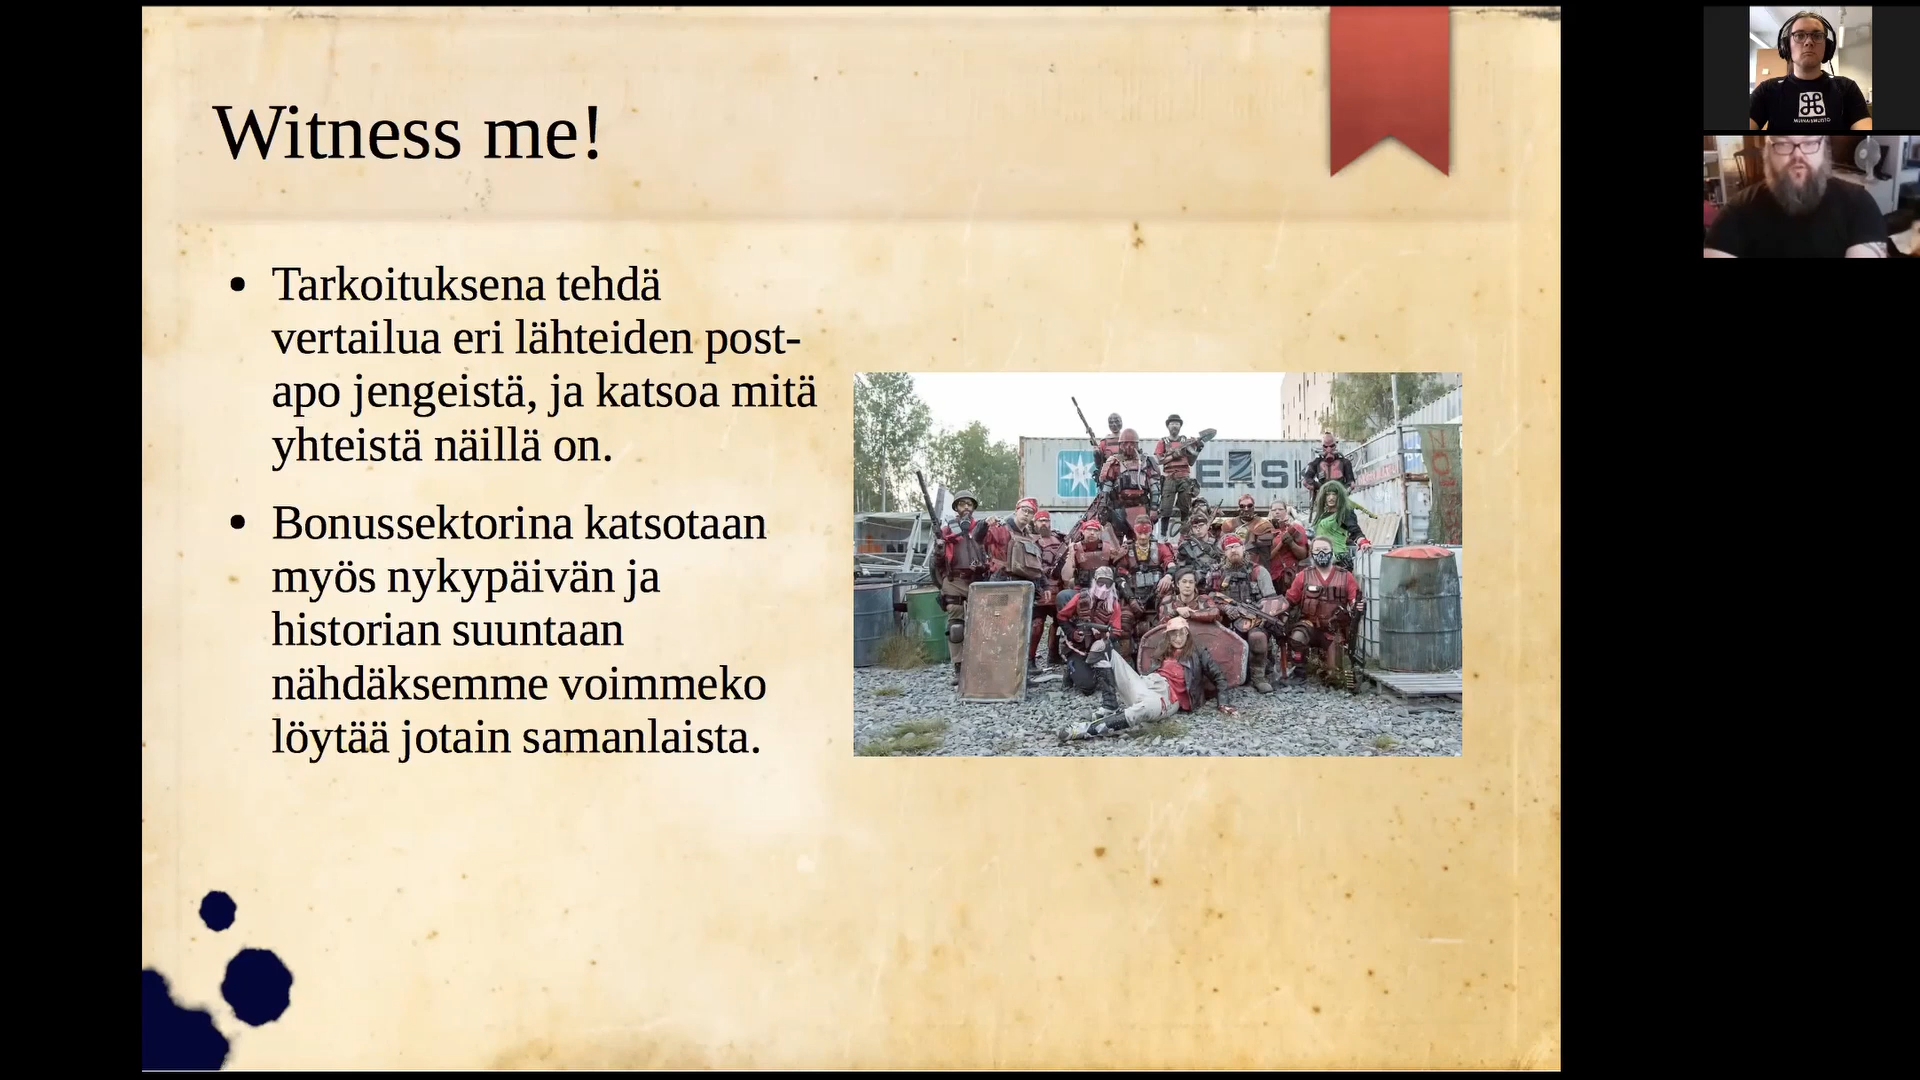 Witness me!
• Tarkoituksena tehdä
vertailua eri lähteiden post-
apo jengeistä, ja katsoa mitä
yhteistä näillä on.
• Bonussektorina katsotaan
myös nykypäivän ja
historian suuntaan
nähdäksemme voimmeko
löytää jotain samanlaista.
MUINAISMUISTO